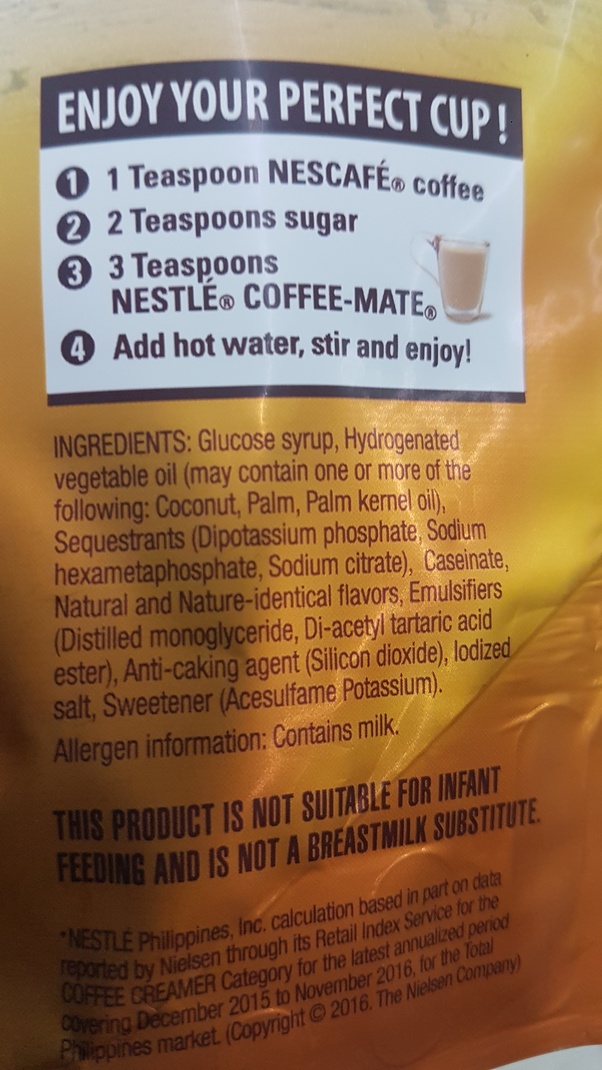 ENJOY YOUR PERFECT CUP!
1 1 Teaspoon NESCAFÉ® coffee
2 2 Teaspoons sugar
3 3 Teaspoons
NESTLÉ® COFFEE-MATE®
4 Add hot water, stir and enjoy!
INGREDIENTS: Glucose syrup, Hydrogenated
vegetable oil (may contain one or more of the
following: Coconut, Palm, Palm kernel oil),
Sequestrants (Dipotassium phosphate, Sodium
hexametaphosphate, Sodium citrate), Caseinate,
Natural and Nature-identical flavors, Emulsifiers
(Distilled monoglyceride, Di-acetyl tartaric acid
ester), Anti-caking agent (Silicon dioxide), Iodized
salt, Sweetener (Acesulfame Potassium).
Allergen information: Contains milk.
THIS PRODUCT IS NOT SUITABLE FOR INFANT
FEEDING AND IS NOT A BREASTMILK SUBSTITUTE.
*NESTLÉ Philippines, Inc. calculation based in part on data
reported by Nielsen through its Retail Index Service for the
COFFEE CREAMER Category for the latest annualized period
covering December 2015 to November 2016, for the Total
Philippines market. (Copyright © 2016. The Nielsen Company)